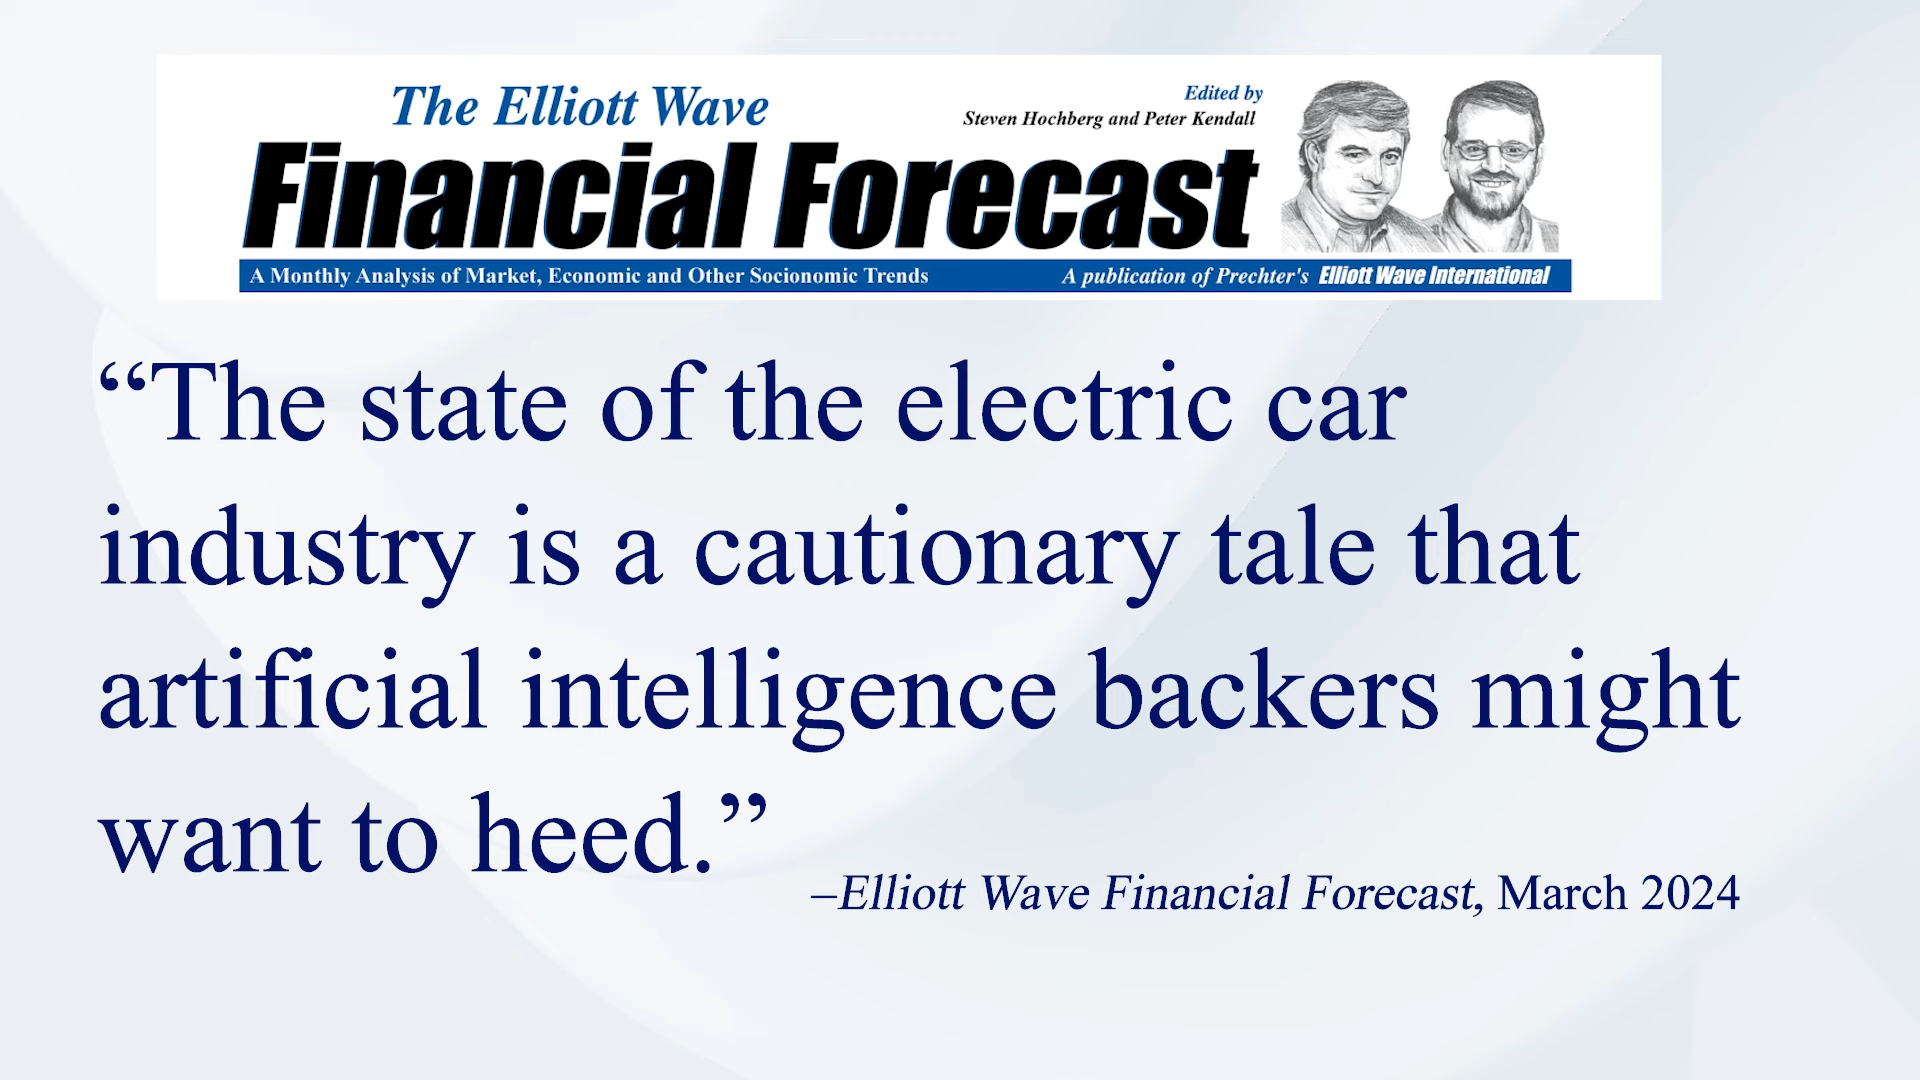 The Elliott Wave
Edited by
Steven Hochberg and Peter Kendall
Financial Forecast
A Monthly Analysis of Market, Economic and Other Socionomic Trends
A publication of Prechter's Elliott Wave International
“The state of the electric car
industry is a cautionary tale that
artificial intelligence backers might
want to heed.”
–Elliott Wave Financial Forecast, March 2024